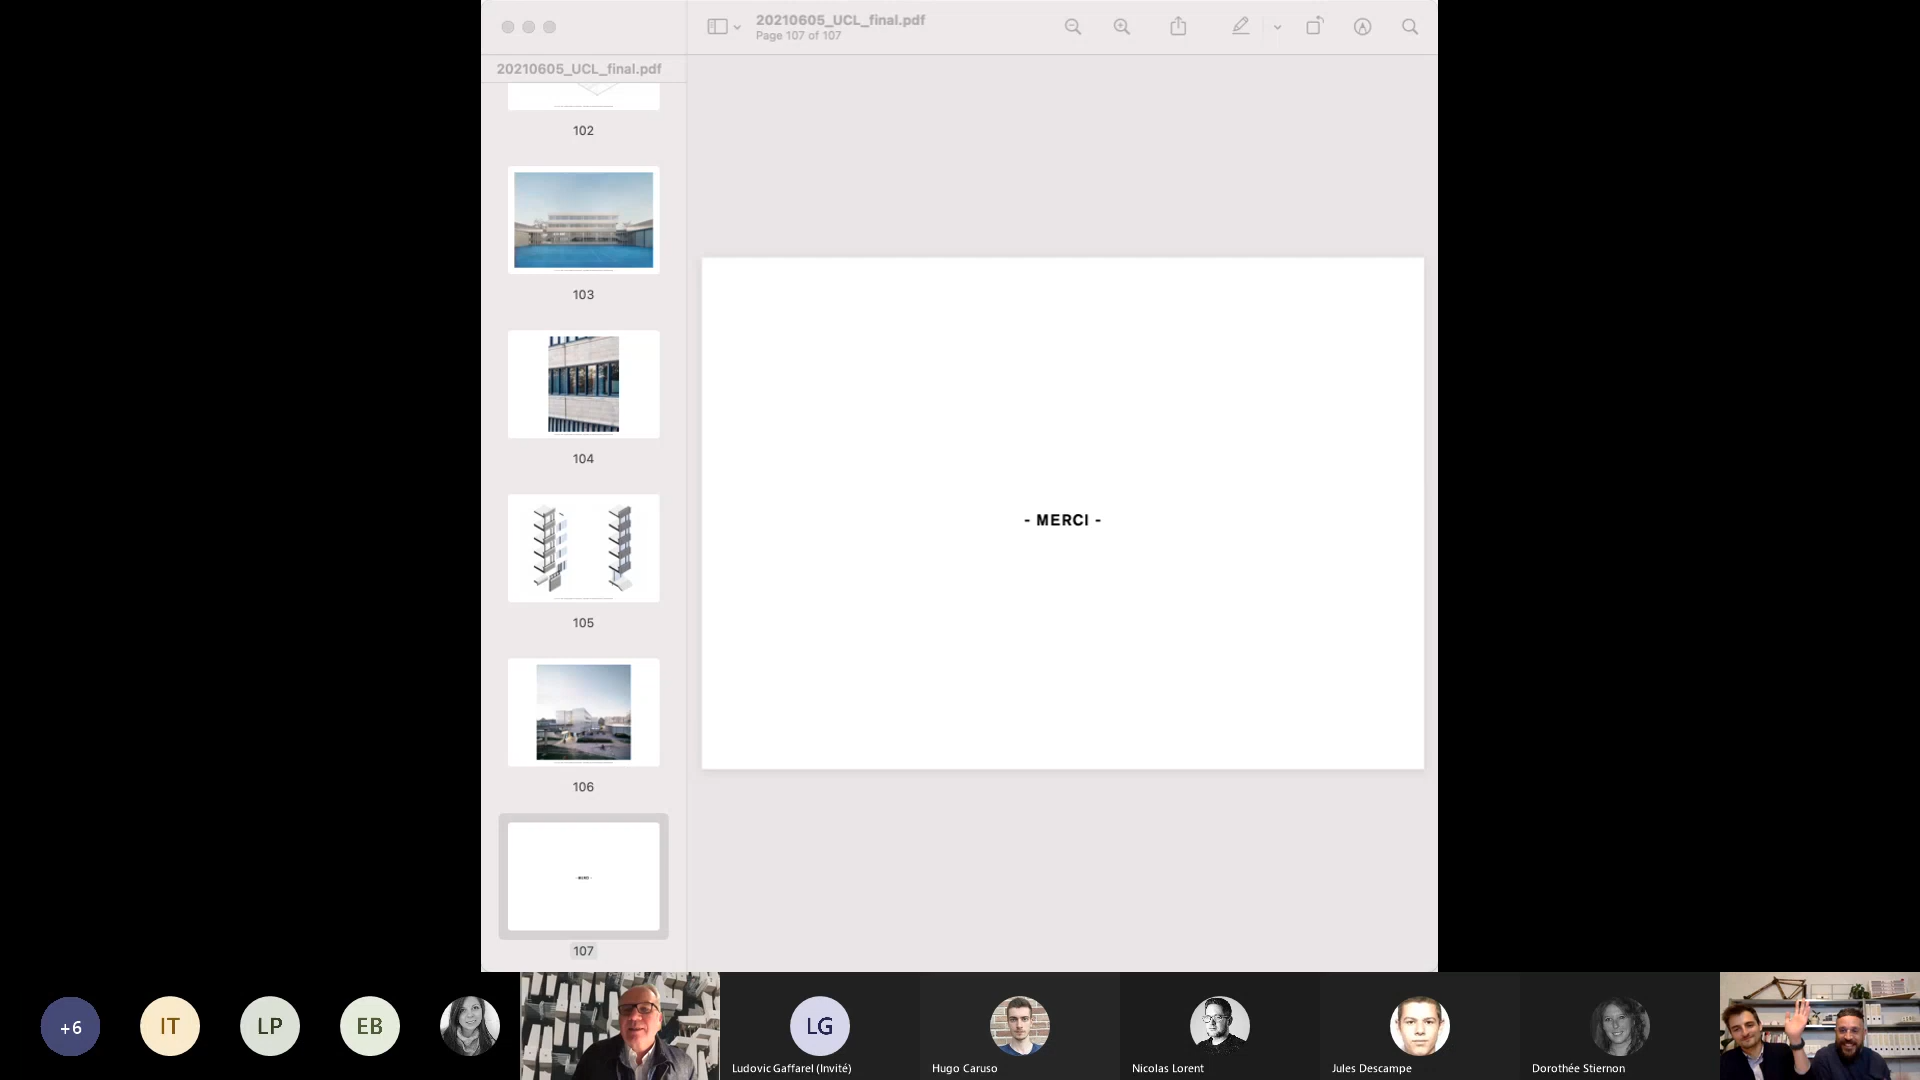 20210605_UCL_final.pdf
Page 107 of 107
20210605_UCL_final.pdf
102
103
104
105
106
- MERCI -
107
+6
IT
LP
EB
LG
Ludovic Gaffarel (Invité)
Hugo Caruso
Nicolas Lorent
Jules Descampe
Dorothée Stiernon